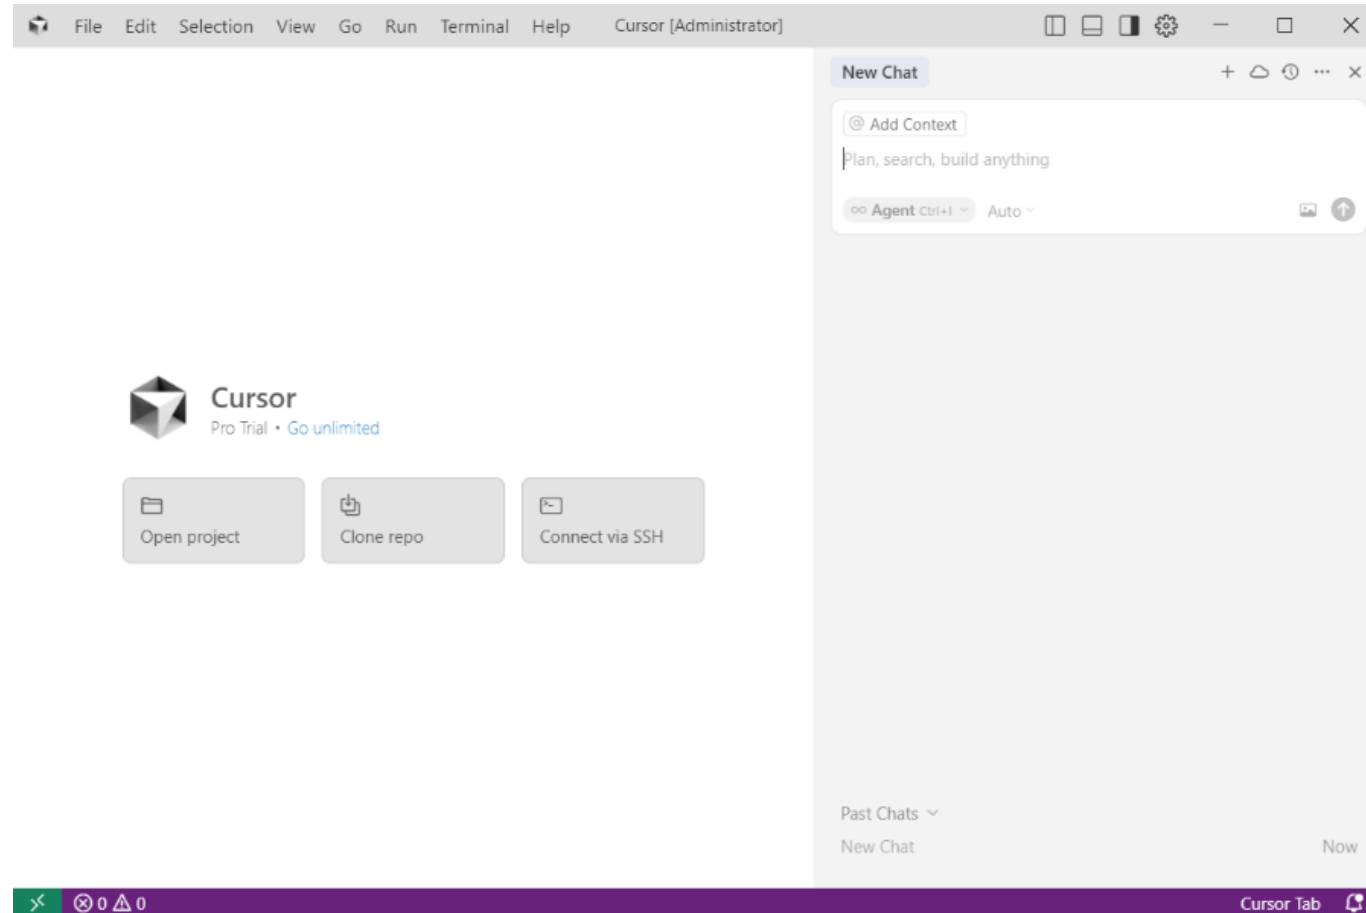 File Edit Selection View Go Run Terminal Help Cursor [Administrator]
New Chat
@ Add Context
Plan, search, build anything
∞ Agent Ctrl+I Auto
Cursor
Pro Trial • Go unlimited
Open project Clone repo Connect via SSH
Past Chats
New Chat Now
0 0 Cursor Tab